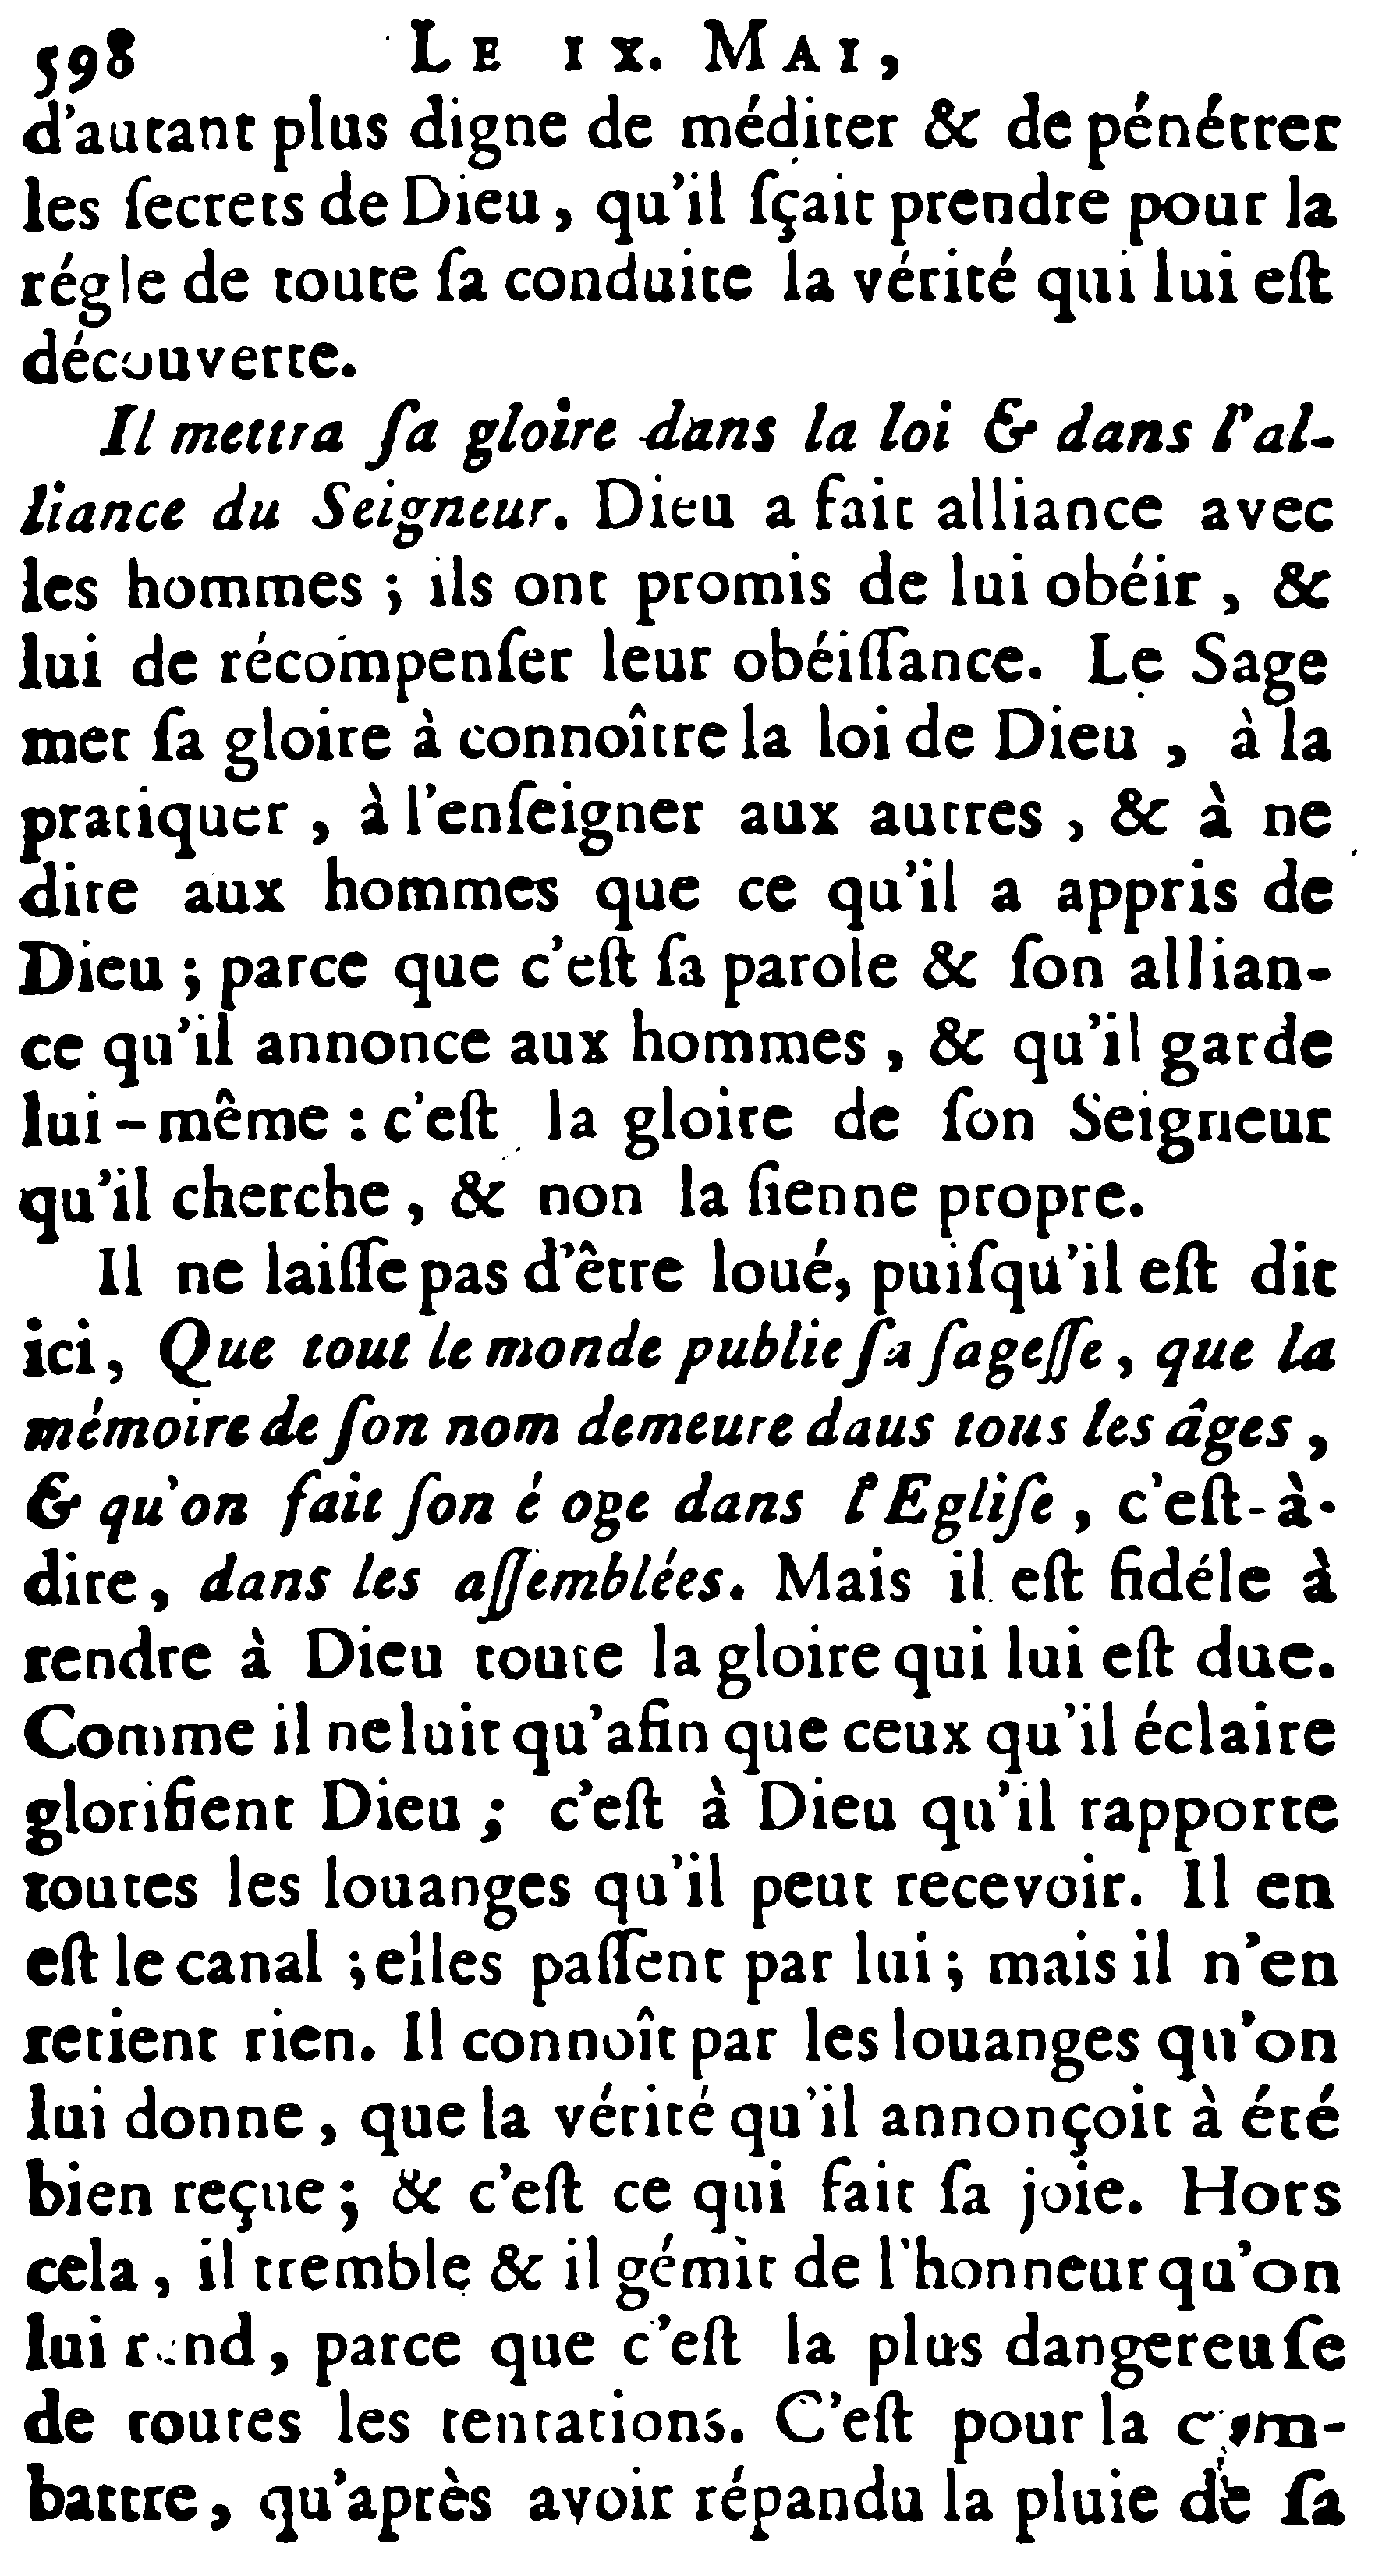 598 LE IX. MAI,
d'autant plus digne de méditer & de pénétrer
les ſecrets de Dieu, qu'il ſçait prendre pour la
régle de toute ſa conduite la vérité qui lui eſt
découverte.
Il mettra ſa gloire dans la loi & dans l'al-
liance du Seigneur. Dieu a fait alliance avec
les hommes ; ils ont promis de lui obéir, &
lui de récompenſer leur obéiſſance. Le Sage
met ſa gloire à connoître la loi de Dieu, à la
pratiquer, à l'enſeigner aux autres, & à ne
dire aux hommes que ce qu'il a appris de
Dieu ; parce que c'eſt ſa parole & ſon allian-
ce qu'il annonce aux hommes, & qu'il garde
lui-même : c'eſt la gloire de ſon Seigneur
qu'il cherche, & non la ſienne propre.
Il ne laiſſe pas d'être loué, puiſqu'il eſt dit
ici, Que tout le monde publie ſa ſageſſe, que la
mémoire de ſon nom demeure daus tous les âges,
& qu'on fait ſon é oge dans l'Egliſe, c'eſt-à-
dire, dans les aſſemblées. Mais il eſt fidéle à
rendre à Dieu toute la gloire qui lui eſt due.
Comme il ne luit qu'afin que ceux qu'il éclaire
glorifient Dieu ; c'eſt à Dieu qu'il rapporte
toutes les louanges qu'il peut recevoir. Il en
eſt le canal ; elles paſſent par lui ; mais il n'en
retient rien. Il connoît par les louanges qu'on
lui donne, que la vérité qu'il annonçoit à été
bien reçue ; & c'eſt ce qui fait ſa joie. Hors
cela, il tremble & il gémit de l'honneur qu'on
lui rend, parce que c'eſt la plus dangereuſe
de toutes les tentations. C'eſt pour la com-
battre, qu'après avoir répandu la pluie de ſa